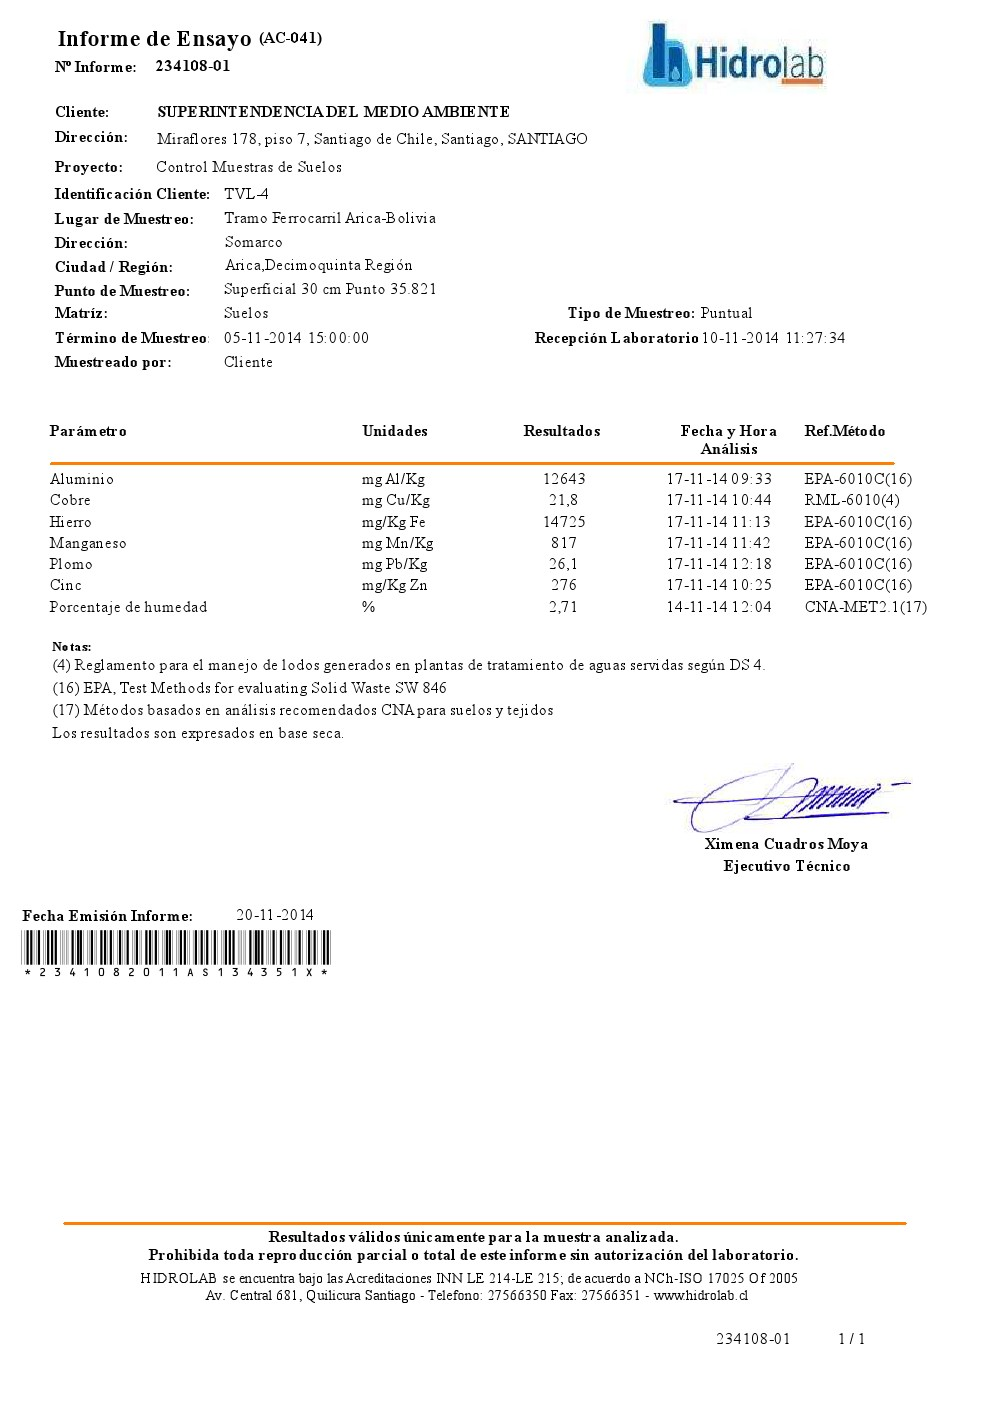 Informe de Ensayo (AC-041)
Hidrolab
Nº Informe: 234108-01
Cliente: SUPERINTENDENCIA DEL MEDIO AMBIENTE
Dirección: Miraflores 178, piso 7, Santiago de Chile, Santiago, SANTIAGO
Proyecto: Control Muestras de Suelos
Identificación Cliente: TVL-4
Lugar de Muestreo: Tramo Ferrocarril Arica-Bolivia
Dirección: Somarco
Ciudad / Región: Arica,Decimoquinta Región
Punto de Muestreo: Superficial 30 cm Punto 35.821
Matríz: Suelos Tipo de Muestreo: Puntual
Término de Muestreo: 05-11-2014 15:00:00 Recepción Laboratorio 10-11-2014 11:27:34
Muestreado por: Cliente
Parámetro Unidades Resultados Fecha y Hora Ref.Método
Análisis
Aluminio mg Al/Kg 12643 17-11-14 09:33 EPA-6010C(16)
Cobre mg Cu/Kg 21,8 17-11-14 10:44 RML-6010(4)
Hierro mg/Kg Fe 14725 17-11-14 11:13 EPA-6010C(16)
Manganeso mg Mn/Kg 817 17-11-14 11:42 EPA-6010C(16)
Plomo mg Pb/Kg 26,1 17-11-14 12:18 EPA-6010C(16)
Cinc mg/Kg Zn 276 17-11-14 10:25 EPA-6010C(16)
Porcentaje de humedad % 2,71 14-11-14 12:04 CNA-MET2.1(17)
Notas:
(4) Reglamento para el manejo de lodos generados en plantas de tratamiento de aguas servidas según DS 4.
(16) EPA, Test Methods for evaluating Solid Waste SW 846
(17) Métodos basados en análisis recomendados CNA para suelos y tejidos
Los resultados son expresados en base seca.
Ximena Cuadros Moya
Ejecutivo Técnico
Fecha Emisión Informe: 20-11-2014
*2341082011AS134351X*
Resultados válidos únicamente para la muestra analizada.
Prohibida toda reproducción parcial o total de este informe sin autorización del laboratorio.
HIDROLAB se encuentra bajo las Acreditaciones INN LE 214-LE 215; de acuerdo a NCh-ISO 17025 Of 2005
Av. Central 681, Quilicura Santiago - Telefono: 27566350 Fax: 27566351 - www.hidrolab.cl
234108-01 1 / 1